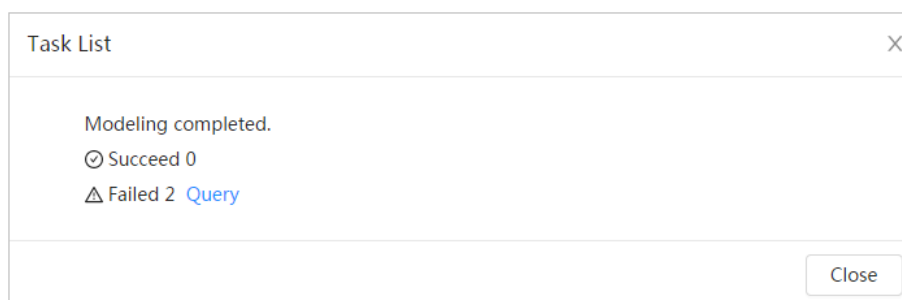 Task List
Modeling completed.
Succeed 0
Failed 2 Query
Close